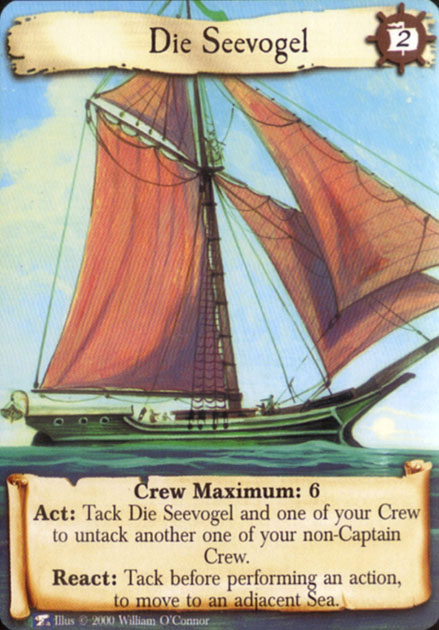 Die Seevogel
2
Crew Maximum: 6
Act: Tack Die Seevogel and one of your Crew
to untack another one of your non-Captain
Crew.
React: Tack before performing an action,
to move to an adjacent Sea.
Illus © 2000 William O'Connor